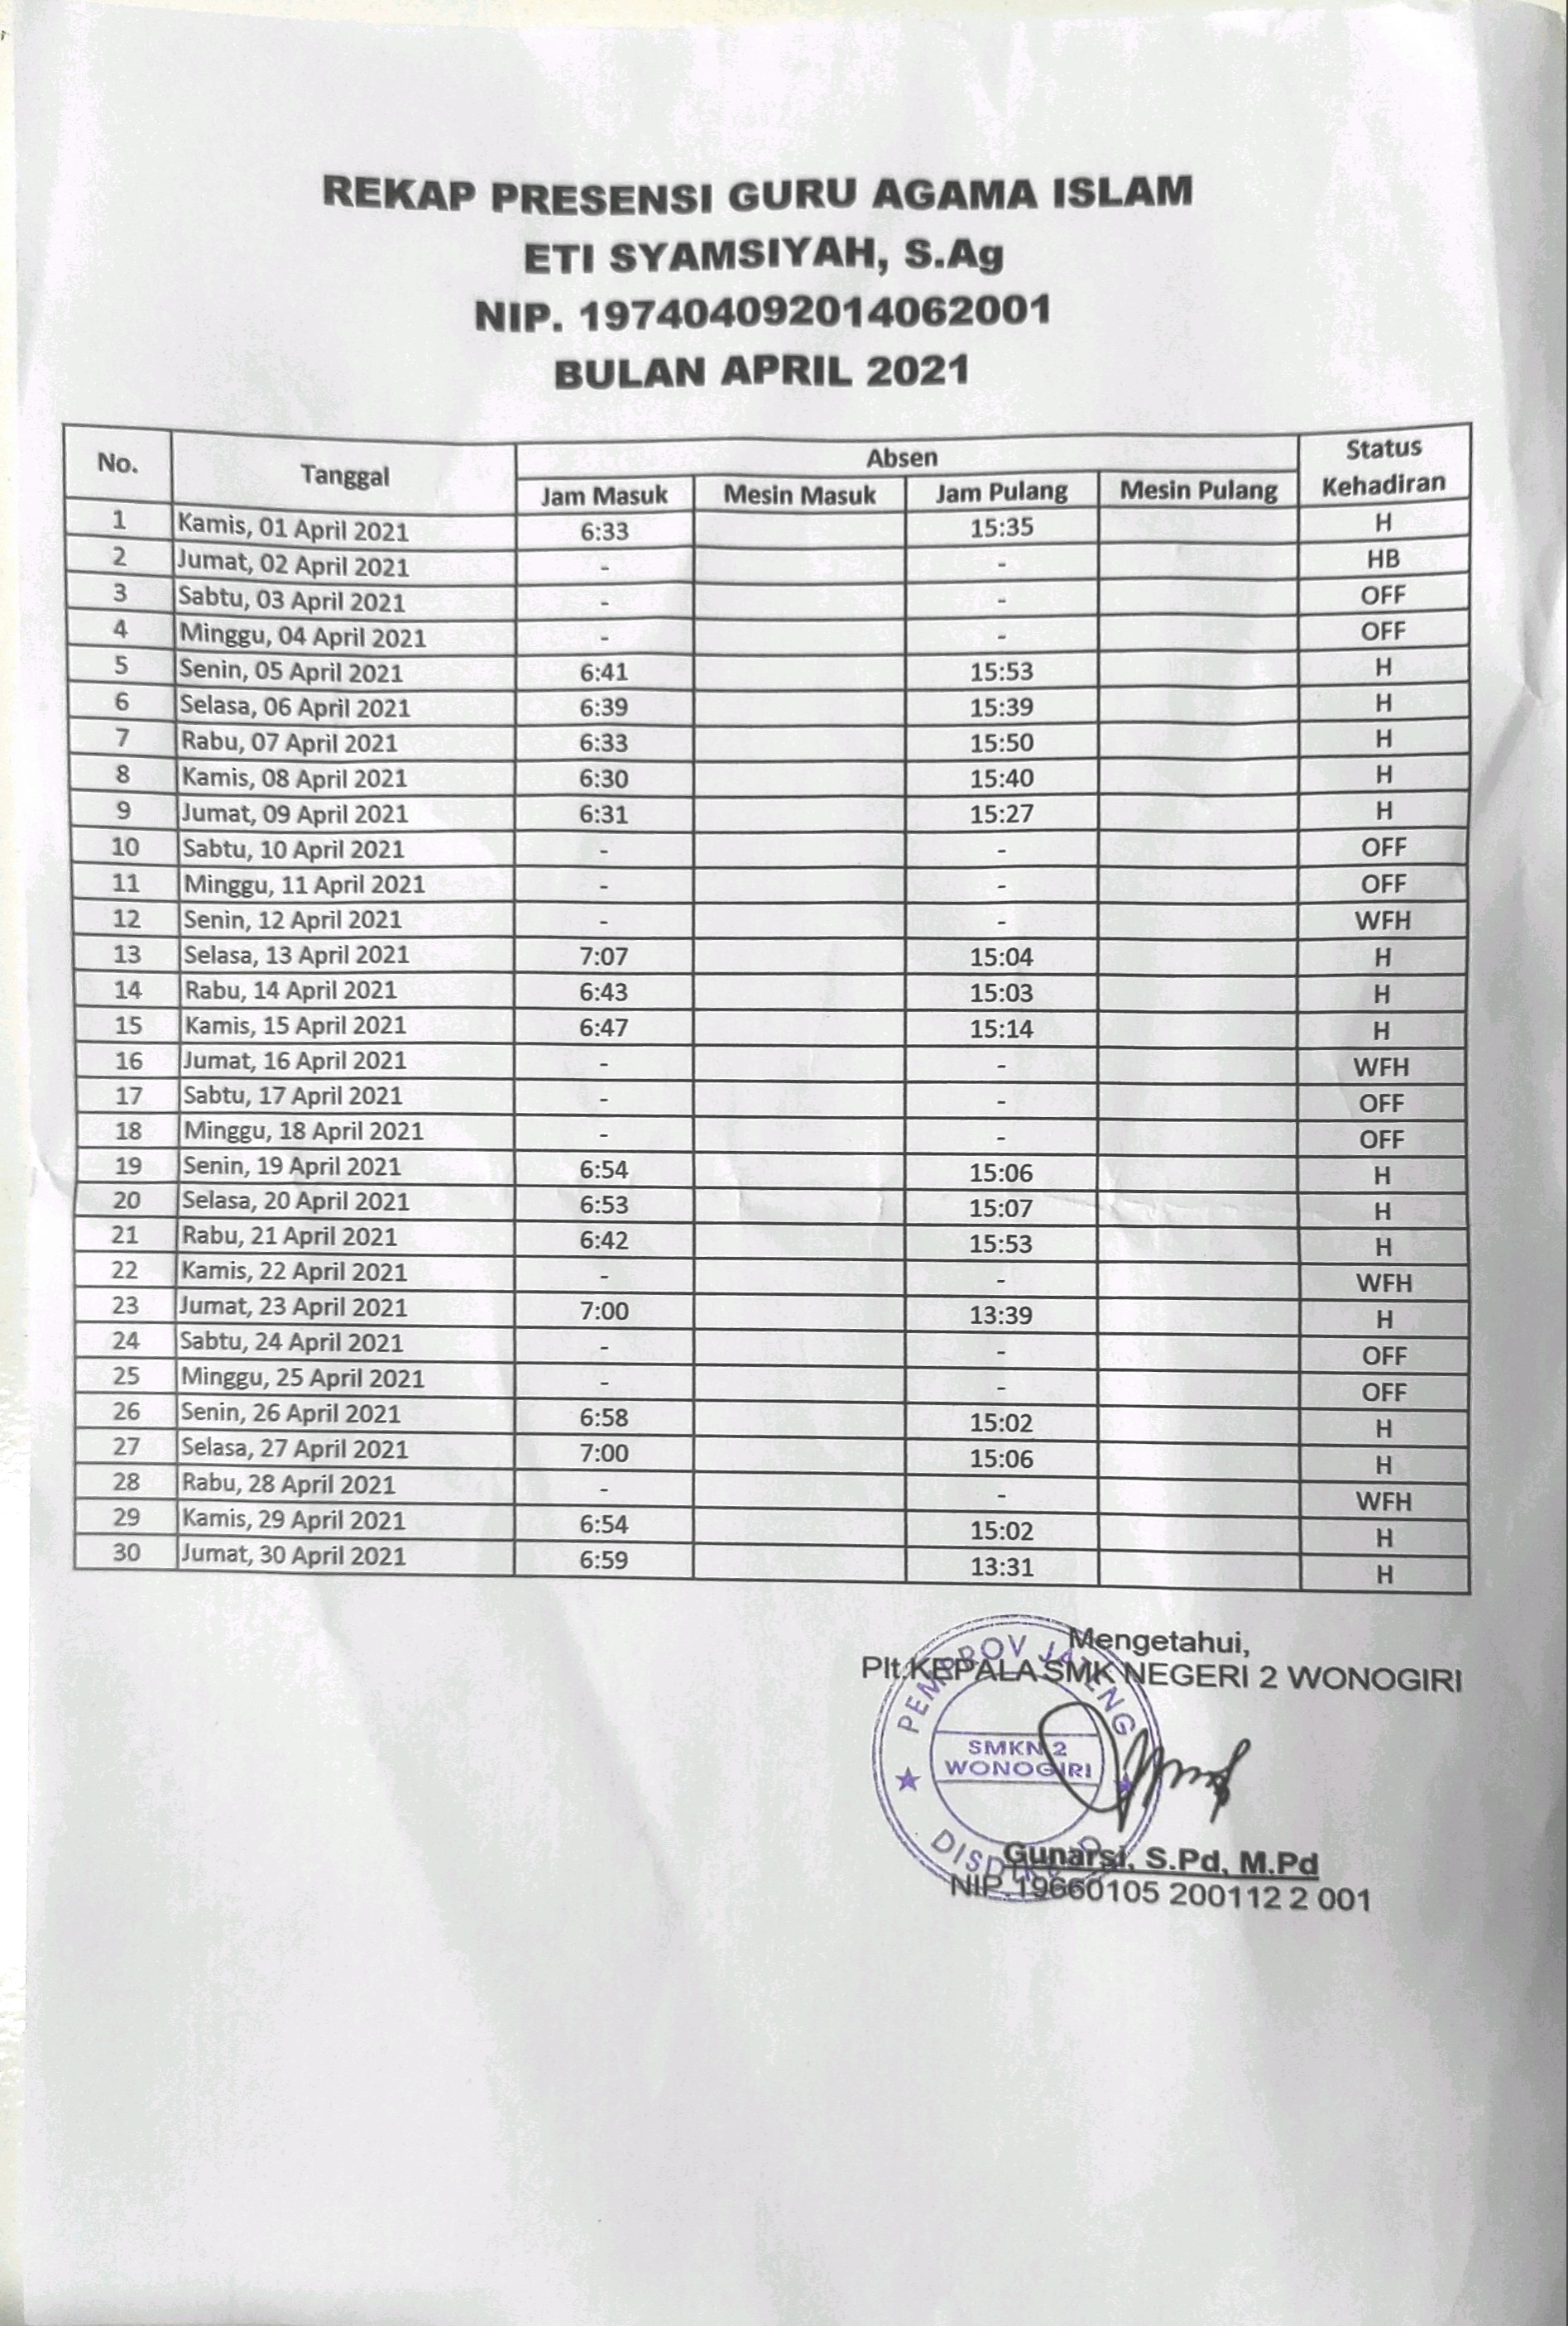 REKAP PRESENSI GURU AGAMA ISLAM
ETI SYAMSIYAH, S.Ag
NIP. 197404092014062001
BULAN APRIL 2021
No. Tanggal Absen Status Kehadiran
Jam Masuk Mesin Masuk Jam Pulang Mesin Pulang
1 Kamis, 01 April 2021 6:33 15:35 H
2 Jumat, 02 April 2021 - - HB
3 Sabtu, 03 April 2021 - - OFF
4 Minggu, 04 April 2021 - - OFF
5 Senin, 05 April 2021 6:41 15:53 H
6 Selasa, 06 April 2021 6:39 15:39 H
7 Rabu, 07 April 2021 6:33 15:50 H
8 Kamis, 08 April 2021 6:30 15:40 H
9 Jumat, 09 April 2021 6:31 15:27 H
10 Sabtu, 10 April 2021 - - OFF
11 Minggu, 11 April 2021 - - OFF
12 Senin, 12 April 2021 - - WFH
13 Selasa, 13 April 2021 7:07 15:04 H
14 Rabu, 14 April 2021 6:43 15:03 H
15 Kamis, 15 April 2021 6:47 15:14 H
16 Jumat, 16 April 2021 - - WFH
17 Sabtu, 17 April 2021 - - OFF
18 Minggu, 18 April 2021 - - OFF
19 Senin, 19 April 2021 6:54 15:06 H
20 Selasa, 20 April 2021 6:53 15:07 H
21 Rabu, 21 April 2021 6:42 15:53 H
22 Kamis, 22 April 2021 - - WFH
23 Jumat, 23 April 2021 7:00 13:39 H
24 Sabtu, 24 April 2021 - - OFF
25 Minggu, 25 April 2021 - - OFF
26 Senin, 26 April 2021 6:58 15:02 H
27 Selasa, 27 April 2021 7:00 15:06 H
28 Rabu, 28 April 2021 - - WFH
29 Kamis, 29 April 2021 6:54 15:02 H
30 Jumat, 30 April 2021 6:59 13:31 H
Mengetahui,
Plt.KEPALA SMK NEGERI 2 WONOGIRI
PEMPROV JATENG
SMKN 2
WONOGIRI
Gunarsi, S.Pd, M.Pd
NIP.19660105 200112 2 001